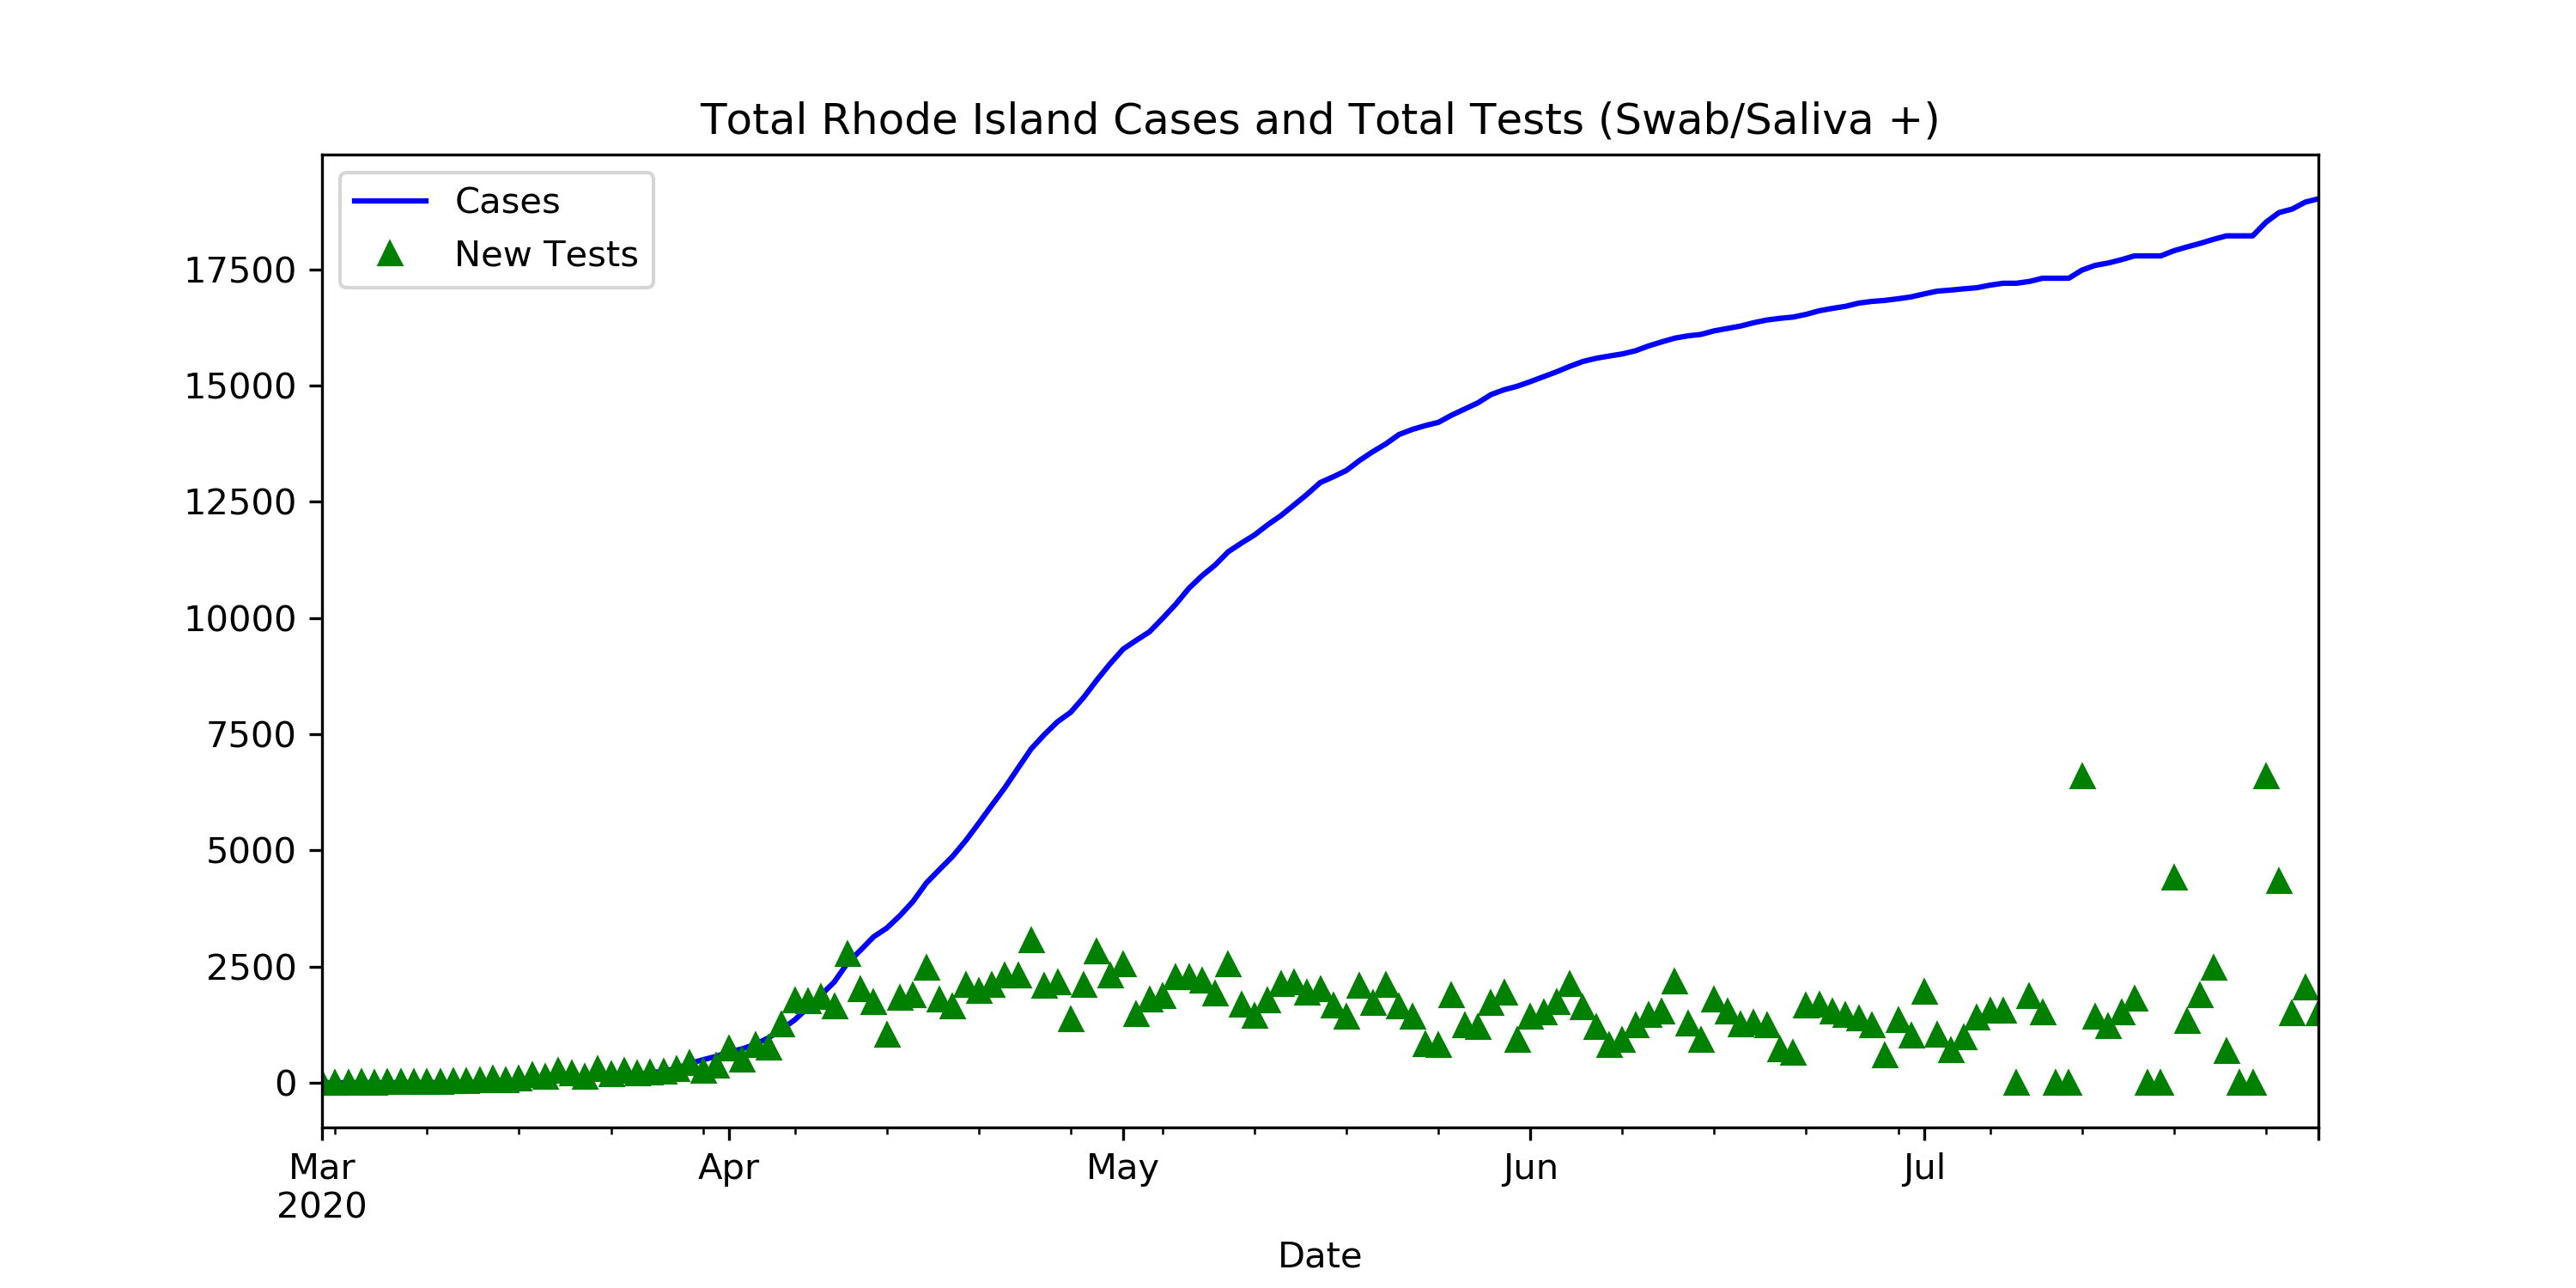 Total Rhode Island Cases and Total Tests (Swab/Saliva +)
Cases
New Tests
17500
15000
12500
10000
7500
5000
2500
0
Mar Apr May Jun Jul
2020
Date